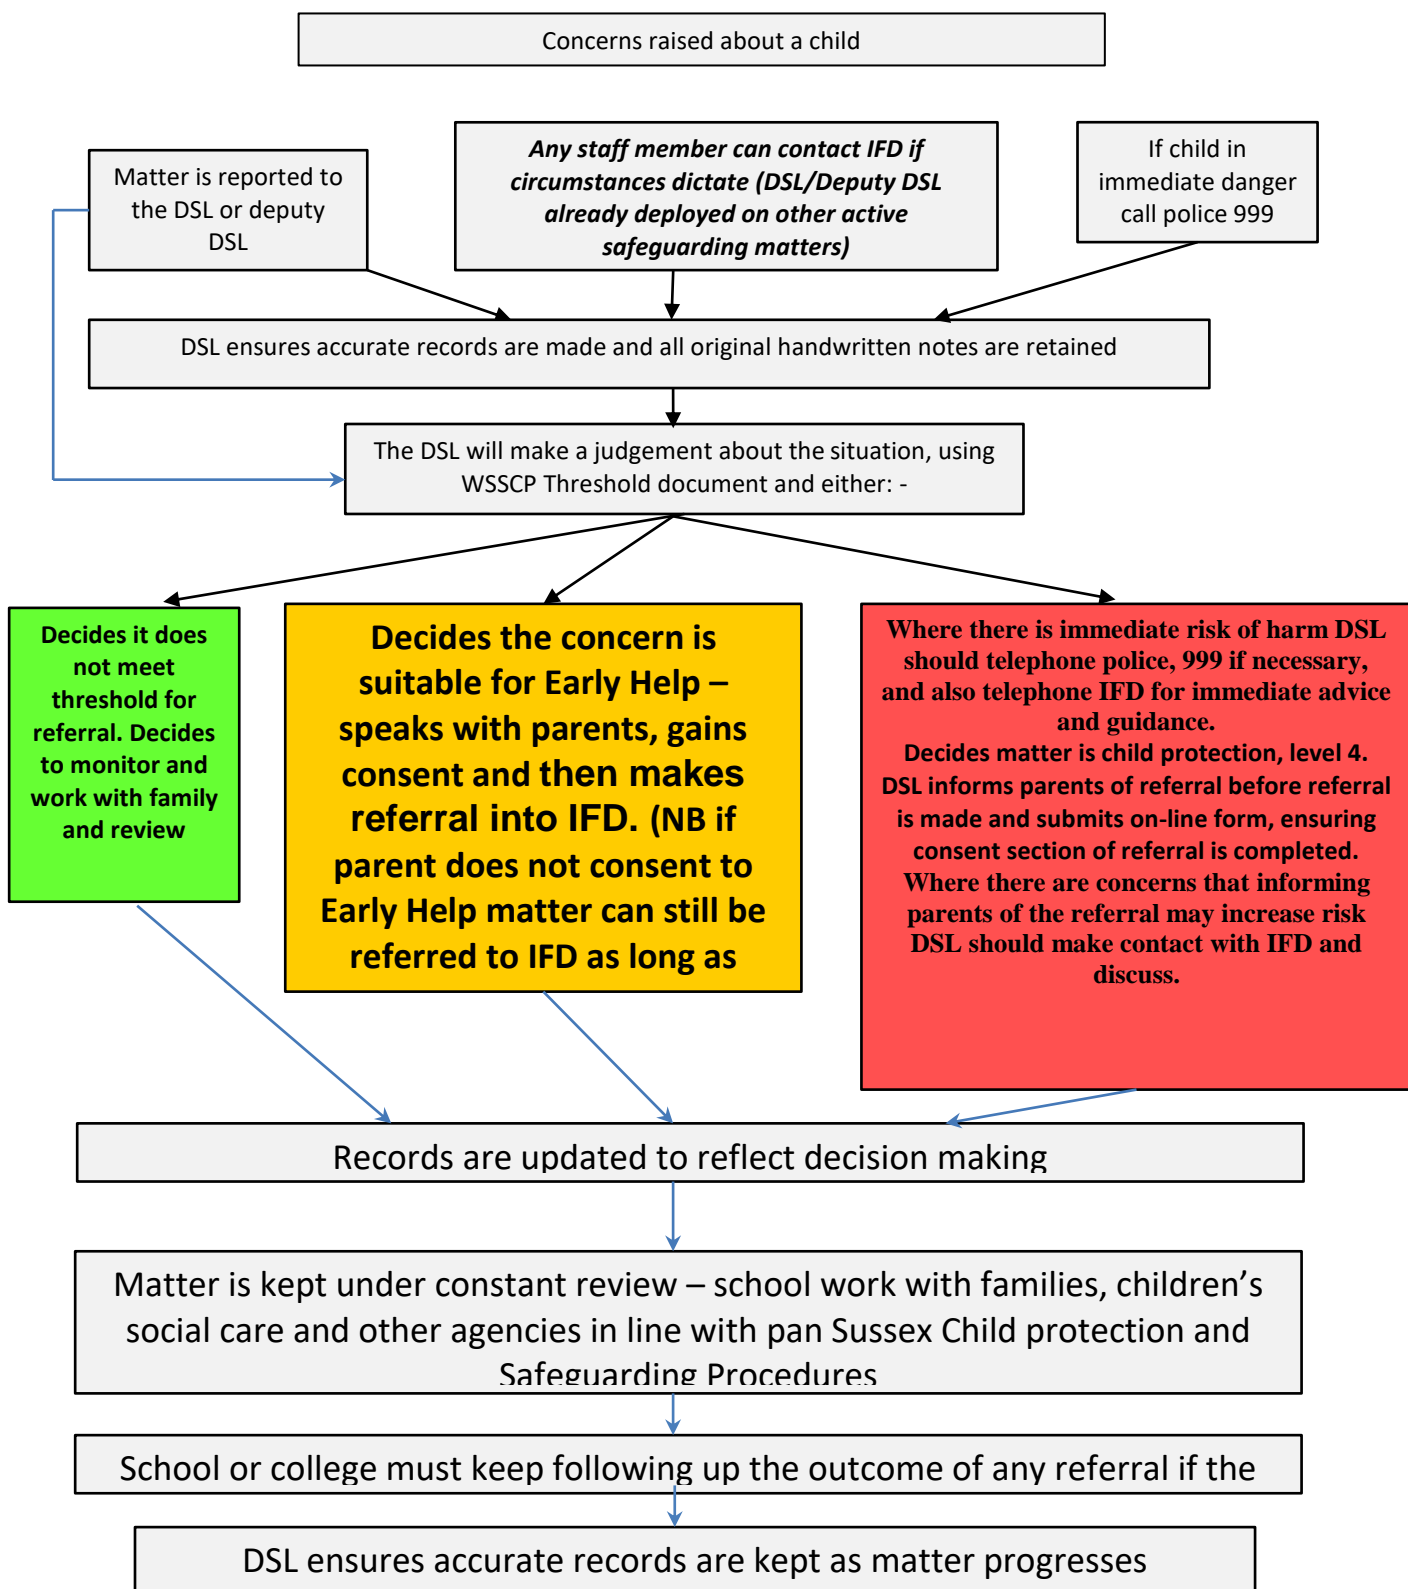 Concerns raised about a child
Matter is reported to
the DSL or deputy
DSL
Any staff member can contact IFD if
circumstances dictate (DSL/Deputy DSL
already deployed on other active
safeguarding matters)
If child in
immediate danger
call police 999
DSL ensures accurate records are made and all original handwritten notes are retained
The DSL will make a judgement about the situation, using
WSSCP Threshold document and either: -
Decides it does
not meet
threshold for
referral. Decides
to monitor and
work with family
and review
Decides the concern is
suitable for Early Help –
speaks with parents, gains
consent and then makes
referral into IFD. (NB if
parent does not consent to
Early Help matter can still be
referred to IFD as long as
Where there is immediate risk of harm DSL
should telephone police, 999 if necessary,
and also telephone IFD for immediate advice
and guidance.
Decides matter is child protection, level 4.
DSL informs parents of referral before referral
is made and submits on-line form, ensuring
consent section of referral is completed.
Where there are concerns that informing
parents of the referral may increase risk
DSL should make contact with IFD and
discuss.
Records are updated to reflect decision making
Matter is kept under constant review – school work with families, children’s
social care and other agencies in line with pan Sussex Child protection and
Safeguarding Procedures
School or college must keep following up the outcome of any referral if the
DSL ensures accurate records are kept as matter progresses